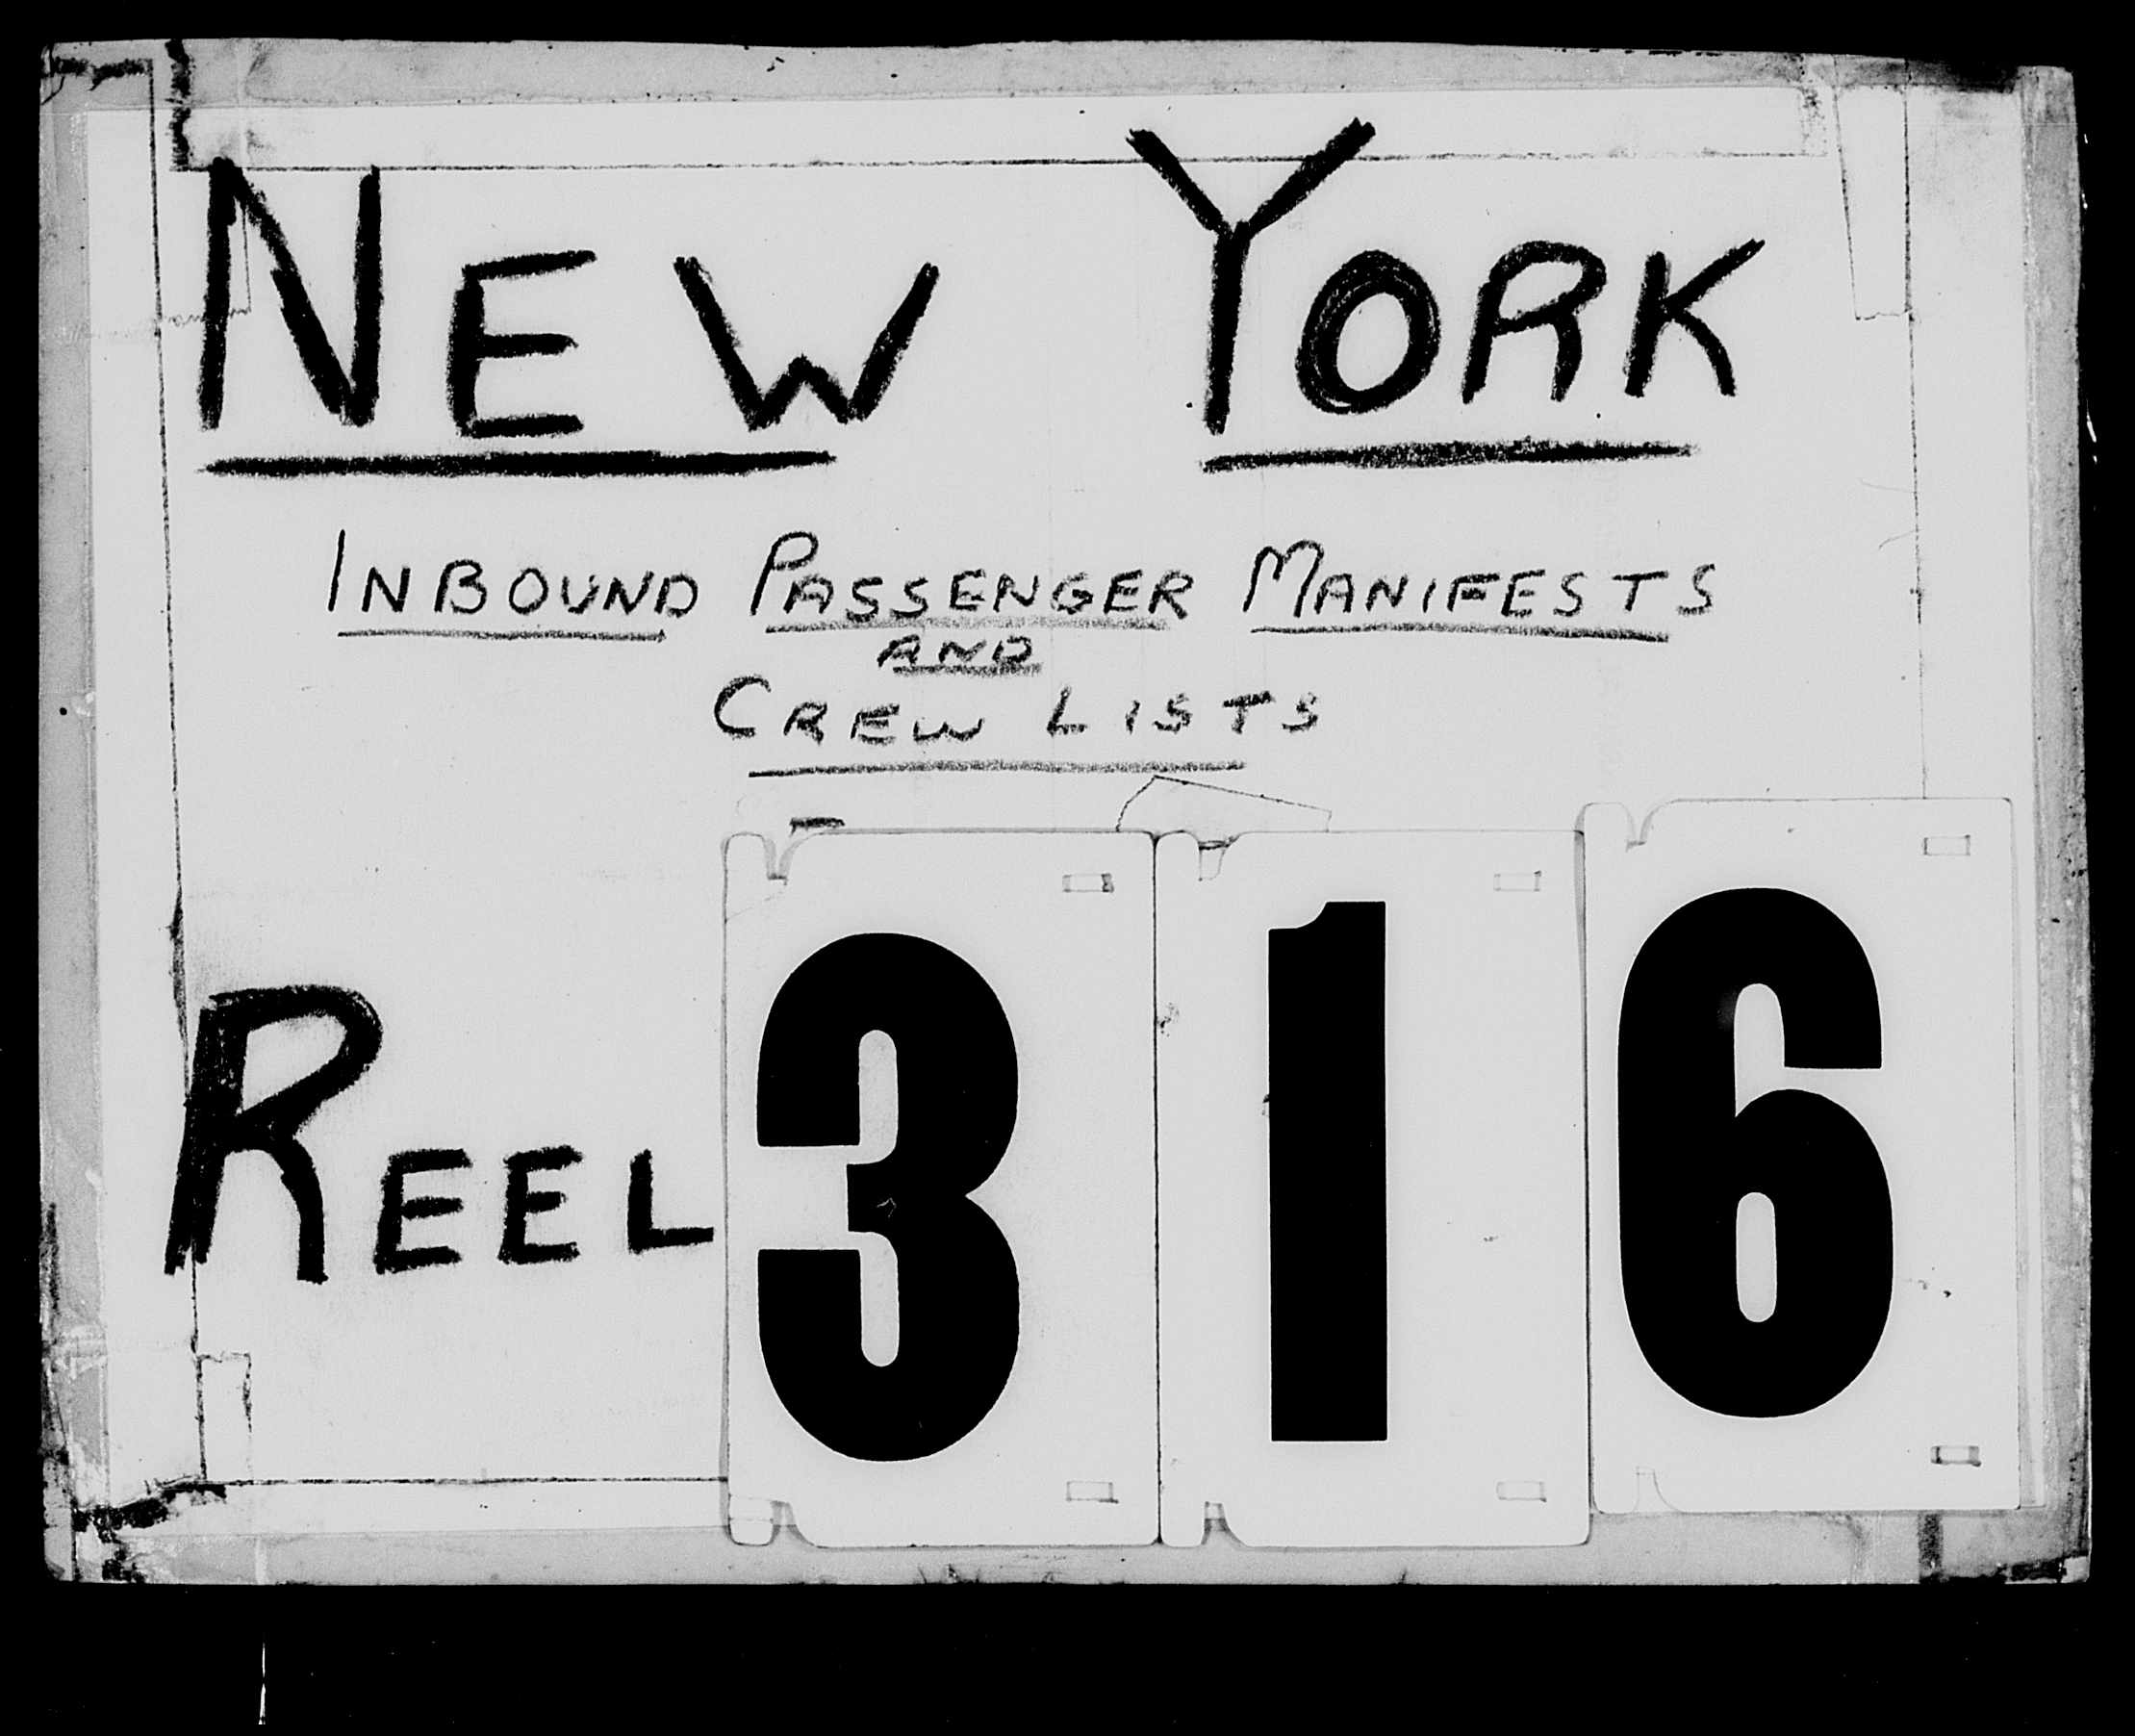 NEW YORK
INBOUND PASSENGER MANIFESTS
AND
CREW LISTS
REEL 316